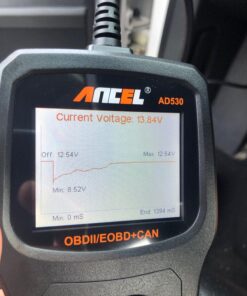 ANCEL®
AD530
Current Voltage: 13.84V
Off: 12.54V Max: 12.54V
Min: 8.52V
Min: 0 mS End: 1394 mS
OBDII/EOBD+CAN